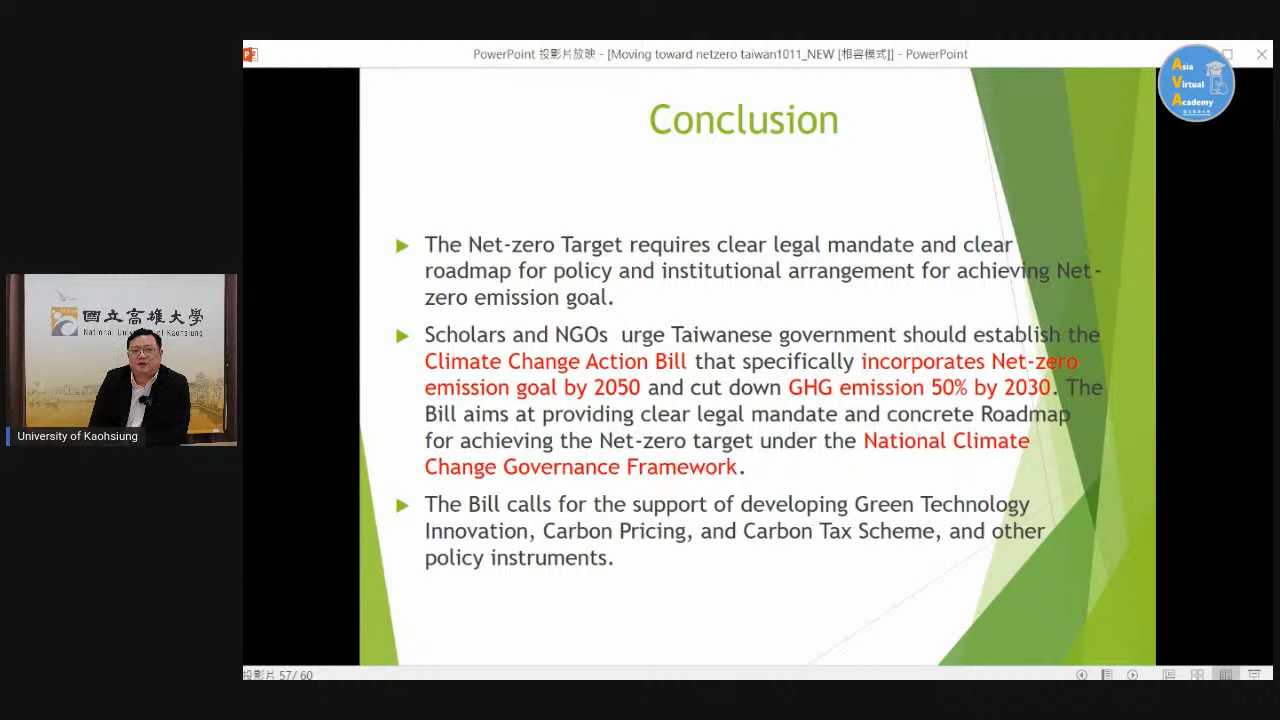 PowerPoint 投影片放映 - [Moving toward netzero taiwan1011_NEW [相容模式]] - PowerPoint
Asia
Virtual
Academy
Conclusion
The Net-zero Target requires clear legal mandate and clear
roadmap for policy and institutional arrangement for achieving Net-
zero emission goal.
Scholars and NGOs urge Taiwanese government should establish the
Climate Change Action Bill that specifically incorporates Net-zero
emission goal by 2050 and cut down GHG emission 50% by 2030. The
Bill aims at providing clear legal mandate and concrete Roadmap
for achieving the Net-zero target under the National Climate
Change Governance Framework.
The Bill calls for the support of developing Green Technology
Innovation, Carbon Pricing, and Carbon Tax Scheme, and other
policy instruments.
國立高雄大學
National University of Kaohsiung
University of Kaohsiung
投影片 57/ 60